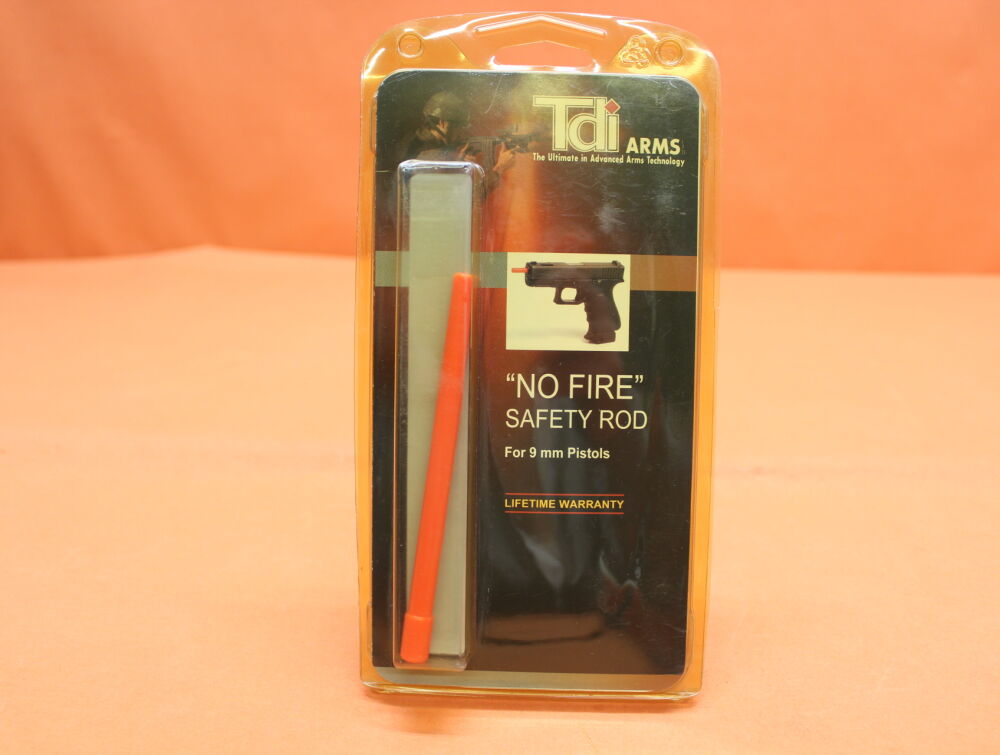 Tdi ARMS
The Ultimate in Advanced Arms Technology
“NO FIRE”
SAFETY ROD
For 9 mm Pistols
LIFETIME WARRANTY